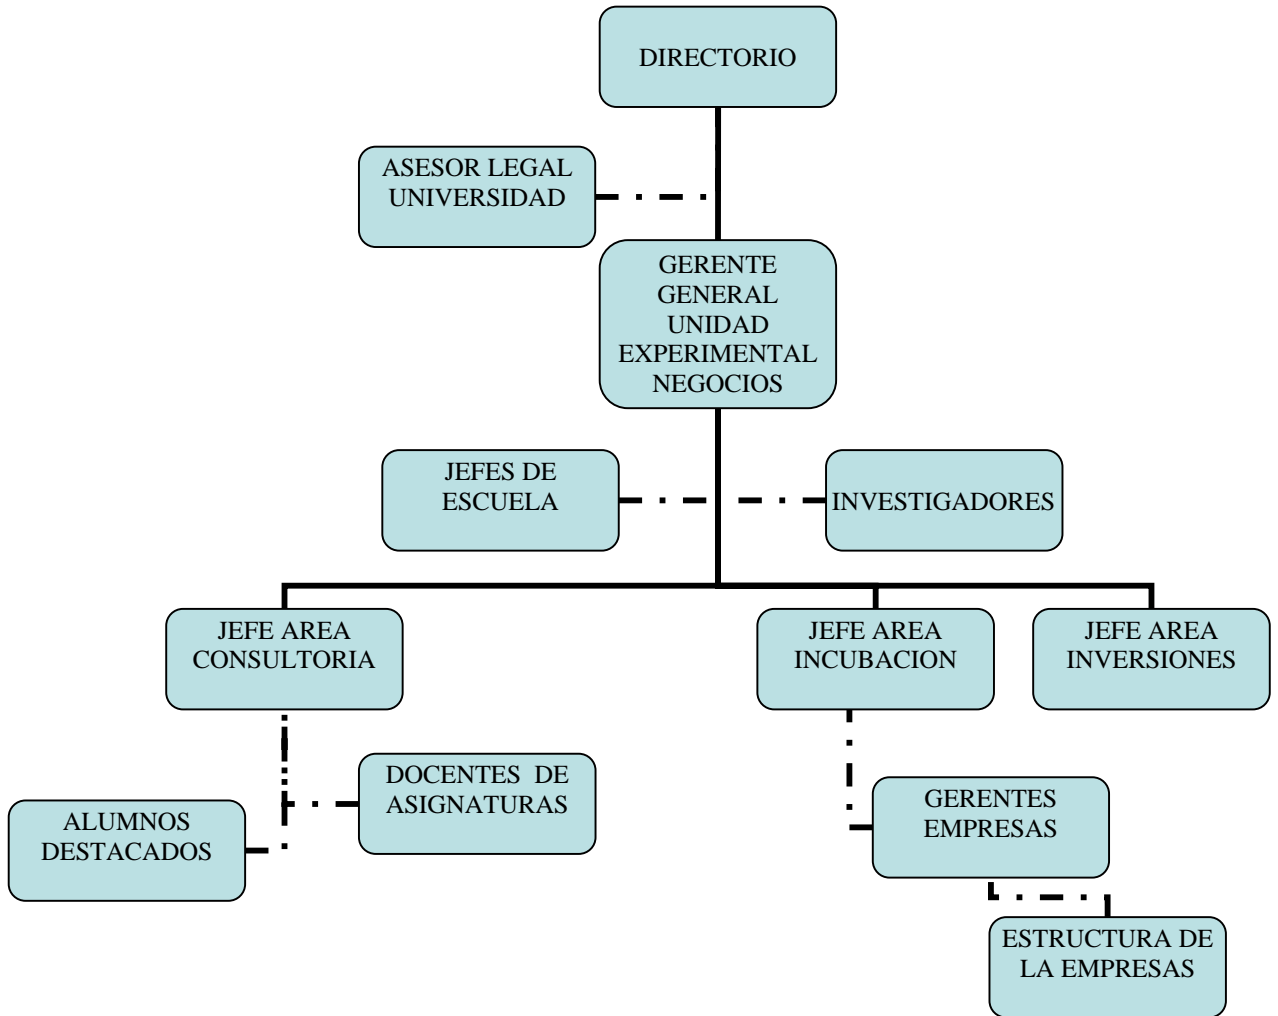 DIRECTORIO
ASESOR LEGAL
UNIVERSIDAD
GERENTE
GENERAL
UNIDAD
EXPERIMENTAL
NEGOCIOS
JEFES DE
ESCUELA
INVESTIGADORES
JEFE AREA
CONSULTORIA
JEFE AREA
INCUBACION
JEFE AREA
INVERSIONES
DOCENTES DE
ASIGNATURAS
ALUMNOS
DESTACADOS
GERENTES
EMPRESAS
ESTRUCTURA DE
LA EMPRESAS